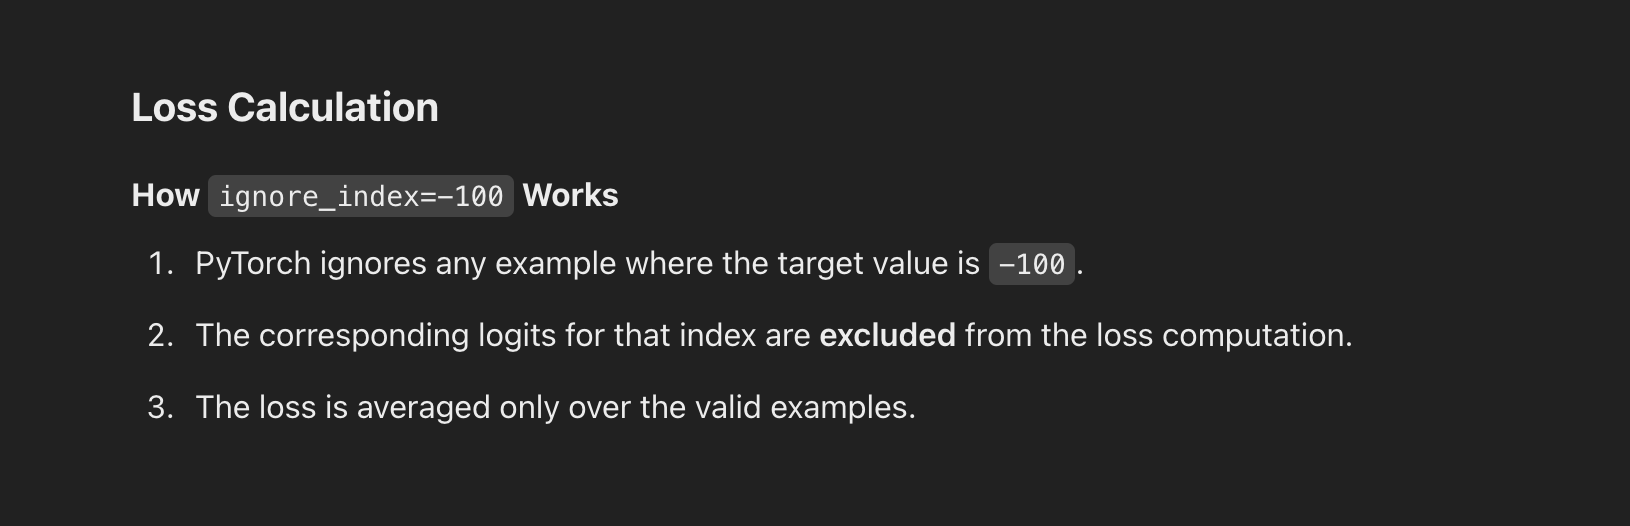 Loss Calculation
How ignore_index=-100 Works
1. PyTorch ignores any example where the target value is -100.
2. The corresponding logits for that index are excluded from the loss computation.
3. The loss is averaged only over the valid examples.